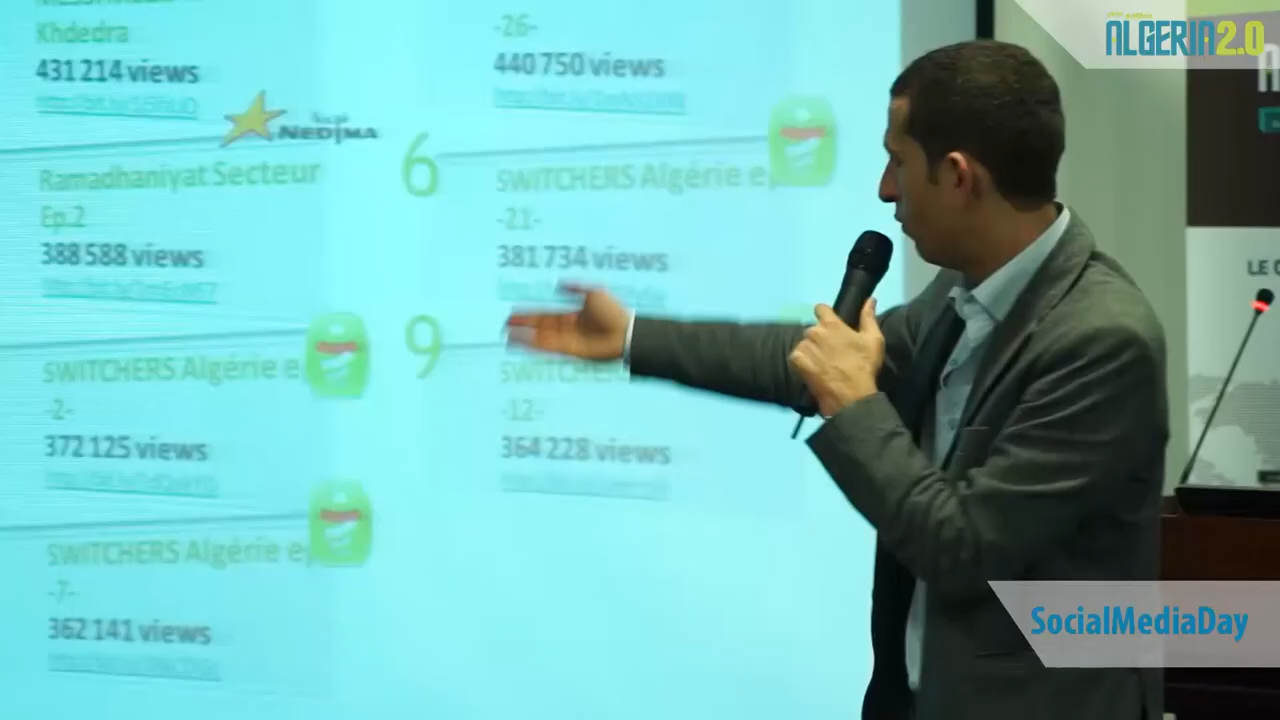 Khdedra
431 214 views
-26-
440 750 views
NEDJMA
Ramadhaniyat Secteur
Ep.2
388 588 views
6
SWITCHERS Algérie e
-21-
381 734 views
SWITCHERS Algérie e
-2-
372 125 views
9
SWITCHERS
-12-
364 228 views
SWITCHERS Algérie e
-7-
362 141 views
ALGERIA2.0
LE
SocialMediaDay